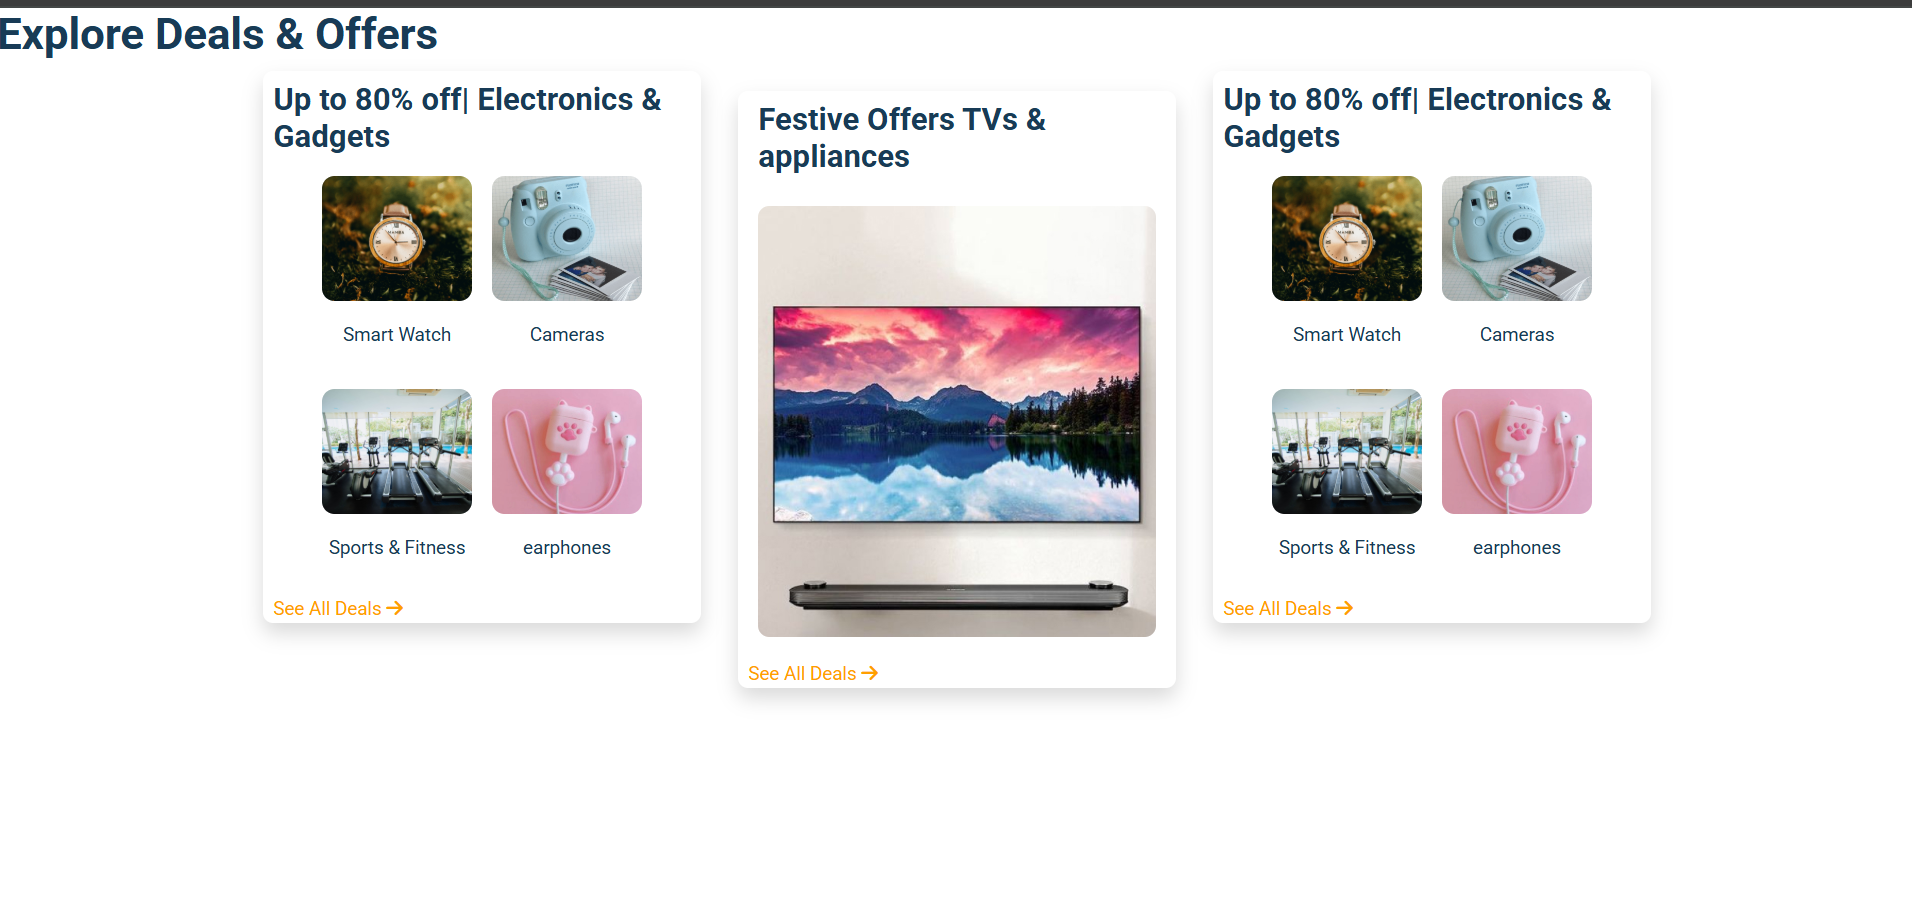 Explore Deals & Offers
Up to 80% off| Electronics &
Gadgets
Smart Watch
Cameras
Sports & Fitness
earphones
See All Deals
Festive Offers TVs &
appliances
See All Deals
Up to 80% off| Electronics &
Gadgets
Smart Watch
Cameras
Sports & Fitness
earphones
See All Deals